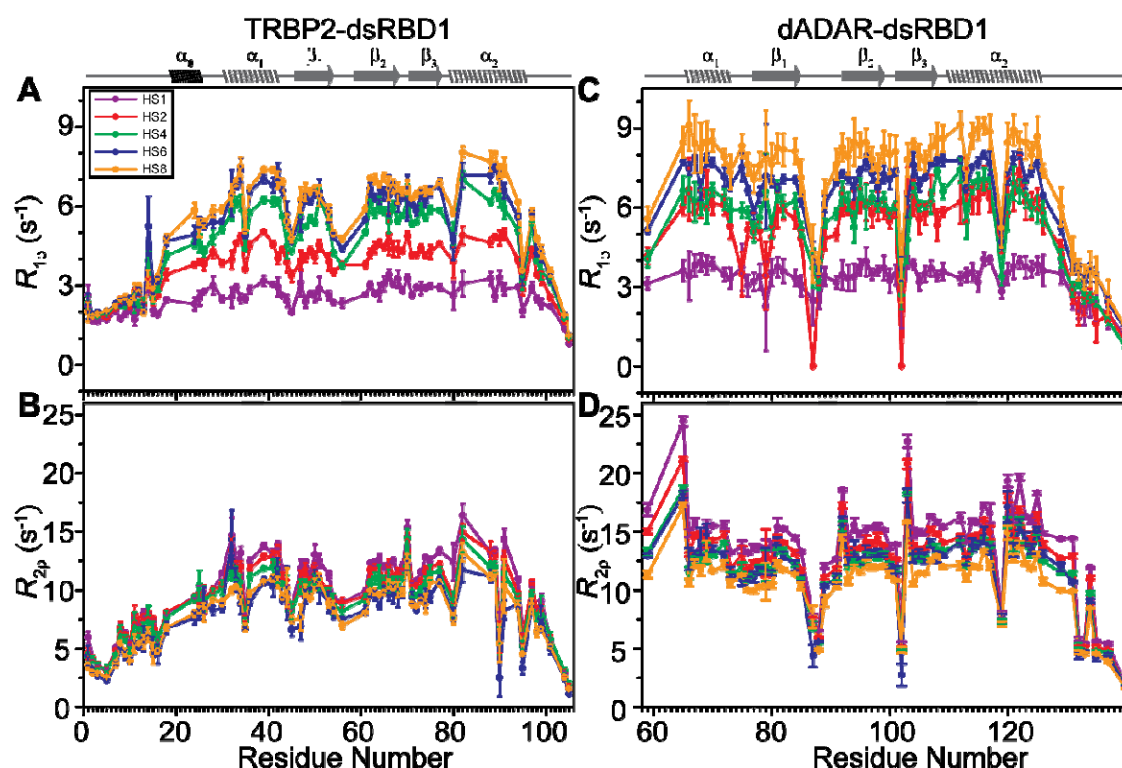 TRBP2-dsRBD1 dADAR-dsRBD1
α0 α1 β2 β3 α2
α1 β1 β2 β3 α2
A
C
HS1
HS2
HS4
HS6
HS8
R1ρ (s-1)
9
6
3
0
R1ρ (s-1)
9
6
3
0
B
D
R2ρ (s-1)
25
20
15
10
5
0
R2ρ (s-1)
25
20
15
10
5
0
0 20 40 60 80 100
60 80 100 120
Residue Number Residue Number